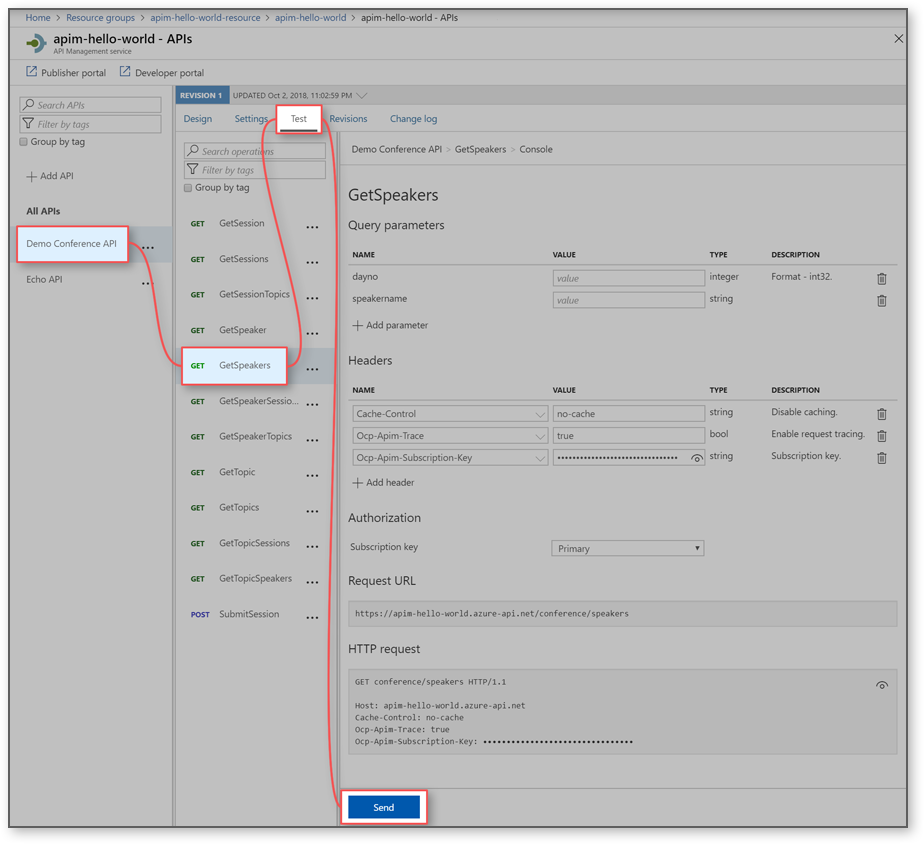 Home > Resource groups > apim-hello-world-resource > apim-hello-world > apim-hello-world - APIs
apim-hello-world - APIs
API Management service
Publisher portal
Developer portal
Search APIs
Filter by tags
Group by tag
Add API
All APIs
Demo Conference API
Echo API
REVISION 1
UPDATED Oct 2, 2018, 11:02:59 PM
Design
Settings
Test
Revisions
Change log
Search operations
Filter by tags
Group by tag
GET GetSession
GET GetSessions
GET GetSessionTopics
GET GetSpeaker
GET GetSpeakers
GET GetSpeakerSessio...
GET GetSpeakerTopics
GET GetTopic
GET GetTopics
GET GetTopicSessions
GET GetTopicSpeakers
POST SubmitSession
Demo Conference API > GetSpeakers > Console
GetSpeakers
Query parameters
NAME VALUE TYPE DESCRIPTION
dayno value integer Format - int32.
speakername value string
Add parameter
Headers
NAME VALUE TYPE DESCRIPTION
Cache-Control no-cache string Disable caching.
Ocp-Apim-Trace true bool Enable request tracing.
Ocp-Apim-Subscription-Key •••••••••••••••••••••••••••••••• string Subscription key.
Add header
Authorization
Subscription key Primary
Request URL
https://apim-hello-world.azure-api.net/conference/speakers
HTTP request
GET conference/speakers HTTP/1.1
Host: apim-hello-world.azure-api.net
Cache-Control: no-cache
Ocp-Apim-Trace: true
Ocp-Apim-Subscription-Key: ••••••••••••••••••••••••••••••••
Send